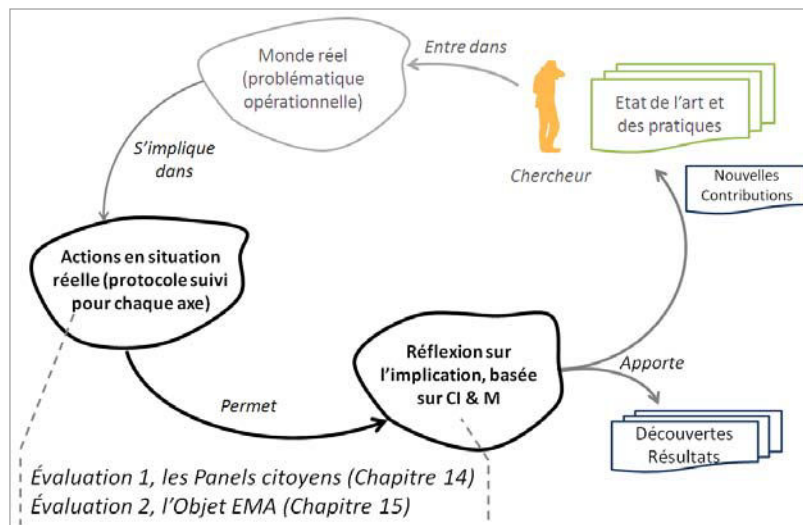 Monde réel
(problématique
opérationnelle)
Entre dans
Etat de l'art et
des pratiques
Chercheur
Nouvelles
Contributions
S'implique
dans
Actions en situation
réelle (protocole suivi
pour chaque axe)
Réflexion sur
l'implication, basée
sur CI & M
Apporte
Permet
Découvertes
Résultats
Évaluation 1, les Panels citoyens (Chapitre 14)
Évaluation 2, l'Objet EMA (Chapitre 15)